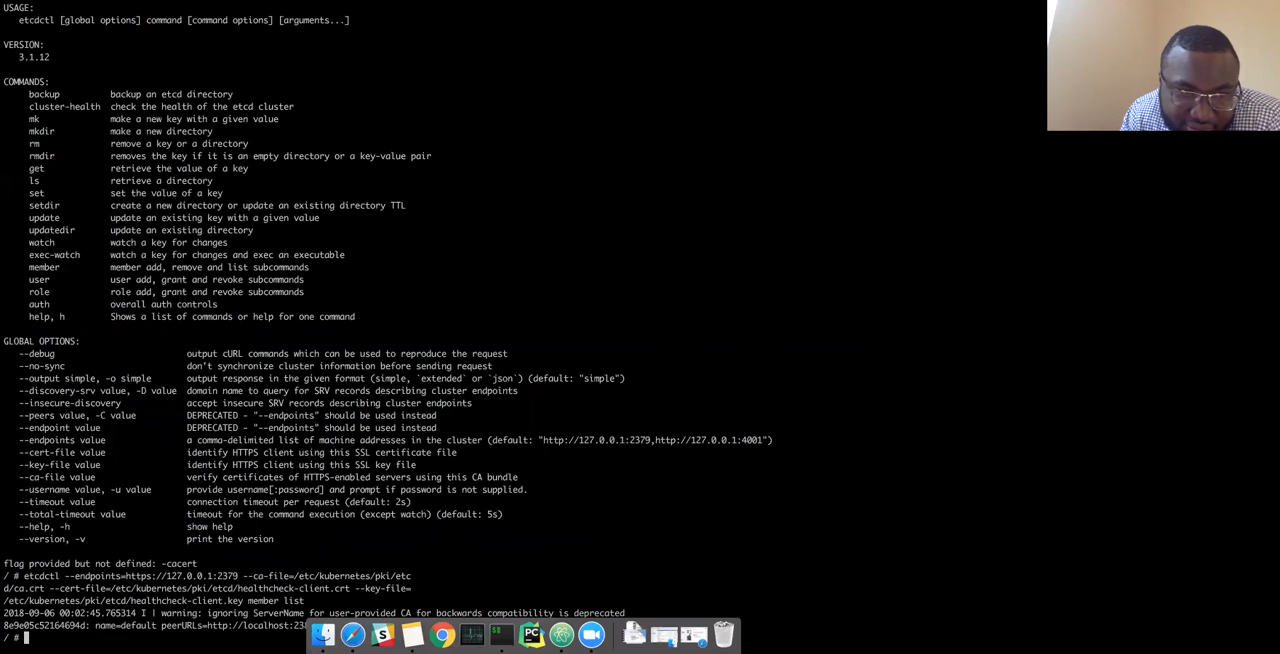 USAGE:
etcdctl [global options] command [command options] [arguments...]
VERSION:
3.1.12
COMMANDS:
backup backup an etcd directory
cluster-health check the health of the etcd cluster
mk make a new key with a given value
mkdir make a new directory
rm remove a key or a directory
rmdir removes the key if it is an empty directory or a key-value pair
get retrieve the value of a key
ls retrieve a directory
set set the value of a key
setdir create a new directory or update an existing directory TTL
update update an existing key with a given value
updatedir update an existing directory
watch watch a key for changes
exec-watch watch a key for changes and exec an executable
member member add, remove and list subcommands
user user add, grant and revoke subcommands
role role add, grant and revoke subcommands
auth overall auth controls
help, h Shows a list of commands or help for one command
GLOBAL OPTIONS:
--debug output cURL commands which can be used to reproduce the request
--no-sync don't synchronize cluster information before sending request
--output simple, -o simple output response in the given format (simple, `extended` or `json`) (default: "simple")
--discovery-srv value, -D value domain name to query for SRV records describing cluster endpoints
--insecure-discovery accept insecure SRV records describing cluster endpoints
--peers value, -C value DEPRECATED - "--endpoints" should be used instead
--endpoint value DEPRECATED - "--endpoints" should be used instead
--endpoints value a comma-delimited list of machine addresses in the cluster (default: "http://127.0.0.1:2379,http://127.0.0.1:4001")
--cert-file value identify HTTPS client using this SSL certificate file
--key-file value identify HTTPS client using this SSL key file
--ca-file value verify certificates of HTTPS-enabled servers using this CA bundle
--username value, -u value provide username[:password] and prompt if password is not supplied.
--timeout value connection timeout per request (default: 2s)
--total-timeout value timeout for the command execution (except watch) (default: 5s)
--help, -h show help
--version, -v print the version
flag provided but not defined: -cacert
/ # etcdctl --endpoints=https://127.0.0.1:2379 --ca-file=/etc/kubernetes/pki/etc
d/ca.crt --cert-file=/etc/kubernetes/pki/etcd/healthcheck-client.crt --key-file=
/etc/kubernetes/pki/etcd/healthcheck-client.key member list
2018-09-06 00:02:45.765314 I | warning: ignoring ServerName for user-provided CA for backwards compatibility is deprecated
8e9e05c52164694d: name=default peerURLs=http://localhost:238
/ #